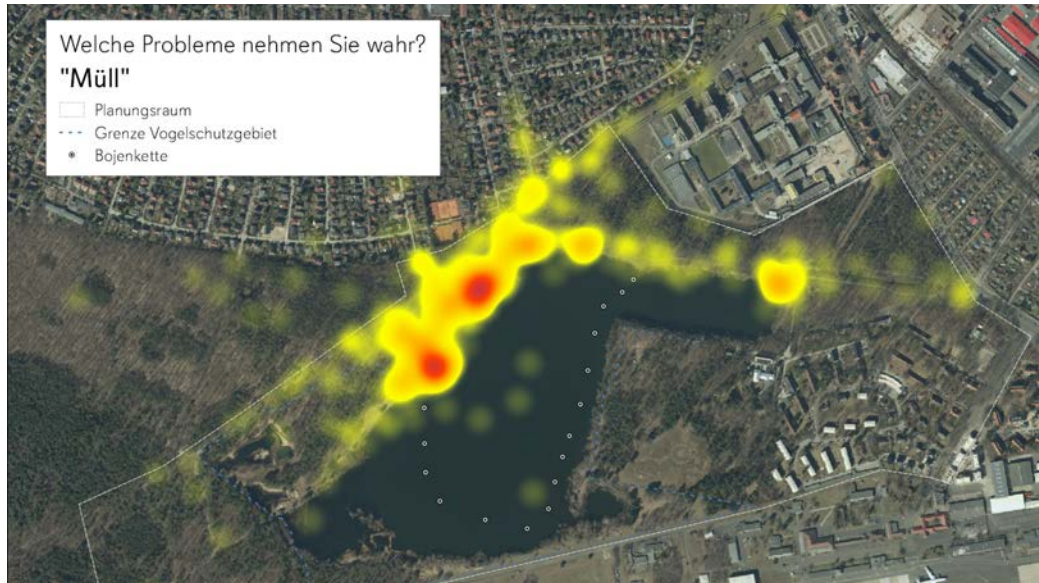 Welche Probleme nehmen Sie wahr?
"Müll"
Planungsraum
Grenze Vogelschutzgebiet
Bojenkette